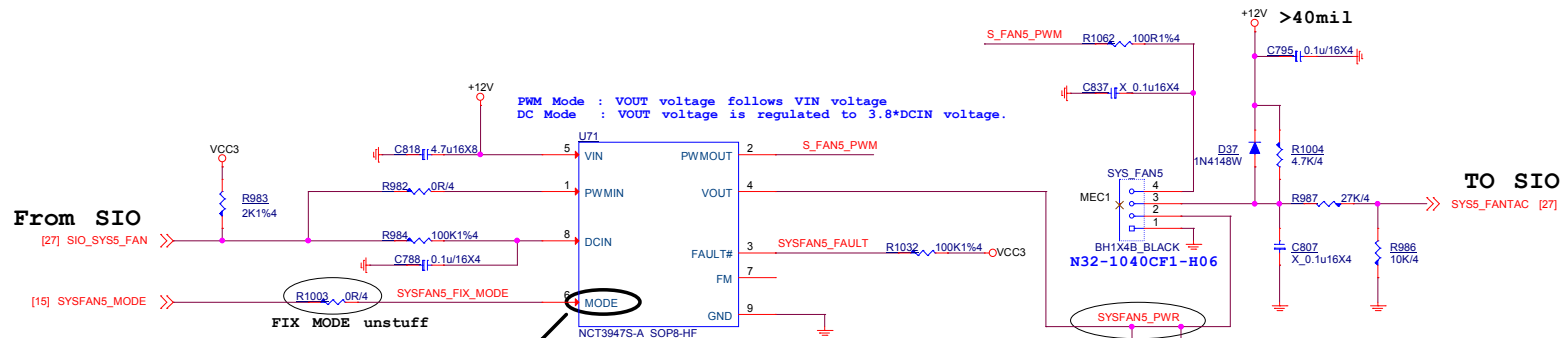 +12V >40mil
S_FAN5_PWM R1062 100R1%4
C795 0.1u/16X4
C837 X_0.1u16X4
+12V
PWM Mode : VOUT voltage follows VIN voltage
DC Mode : VOUT voltage is regulated to 3.8*DCIN voltage.
U71
VCC3
C818 4.7u16X8
5 VIN
PWMOUT 2
S_FAN5_PWM
D37
1N4148W
R1004
4.7K/4
R982 0R/4
1 PWMIN
VOUT 4
SYS_FAN5
MEC1
4
3
2
1
R983
2K1%4
R987 27K/4
TO SIO
SYS5_FANTAC [27]
From SIO
[27] SIO_SYS5_FAN
R984 100K1%4
8 DCIN
FAULT# 3
SYSFAN5_FAULT
R1032 100K1%4
VCC3
BH1X4B_BLACK
N32-1040CF1-H06
C807
X_0.1u16X4
R986
10K/4
C788 0.1u/16X4
FM 7
[15] SYSFAN5_MODE
R1003 0R/4
SYSFAN5_FIX_MODE
6 MODE
GND 9
SYSFAN5_PWR
FIX MODE unstuff
NCT3947S-A_SOP8-HF